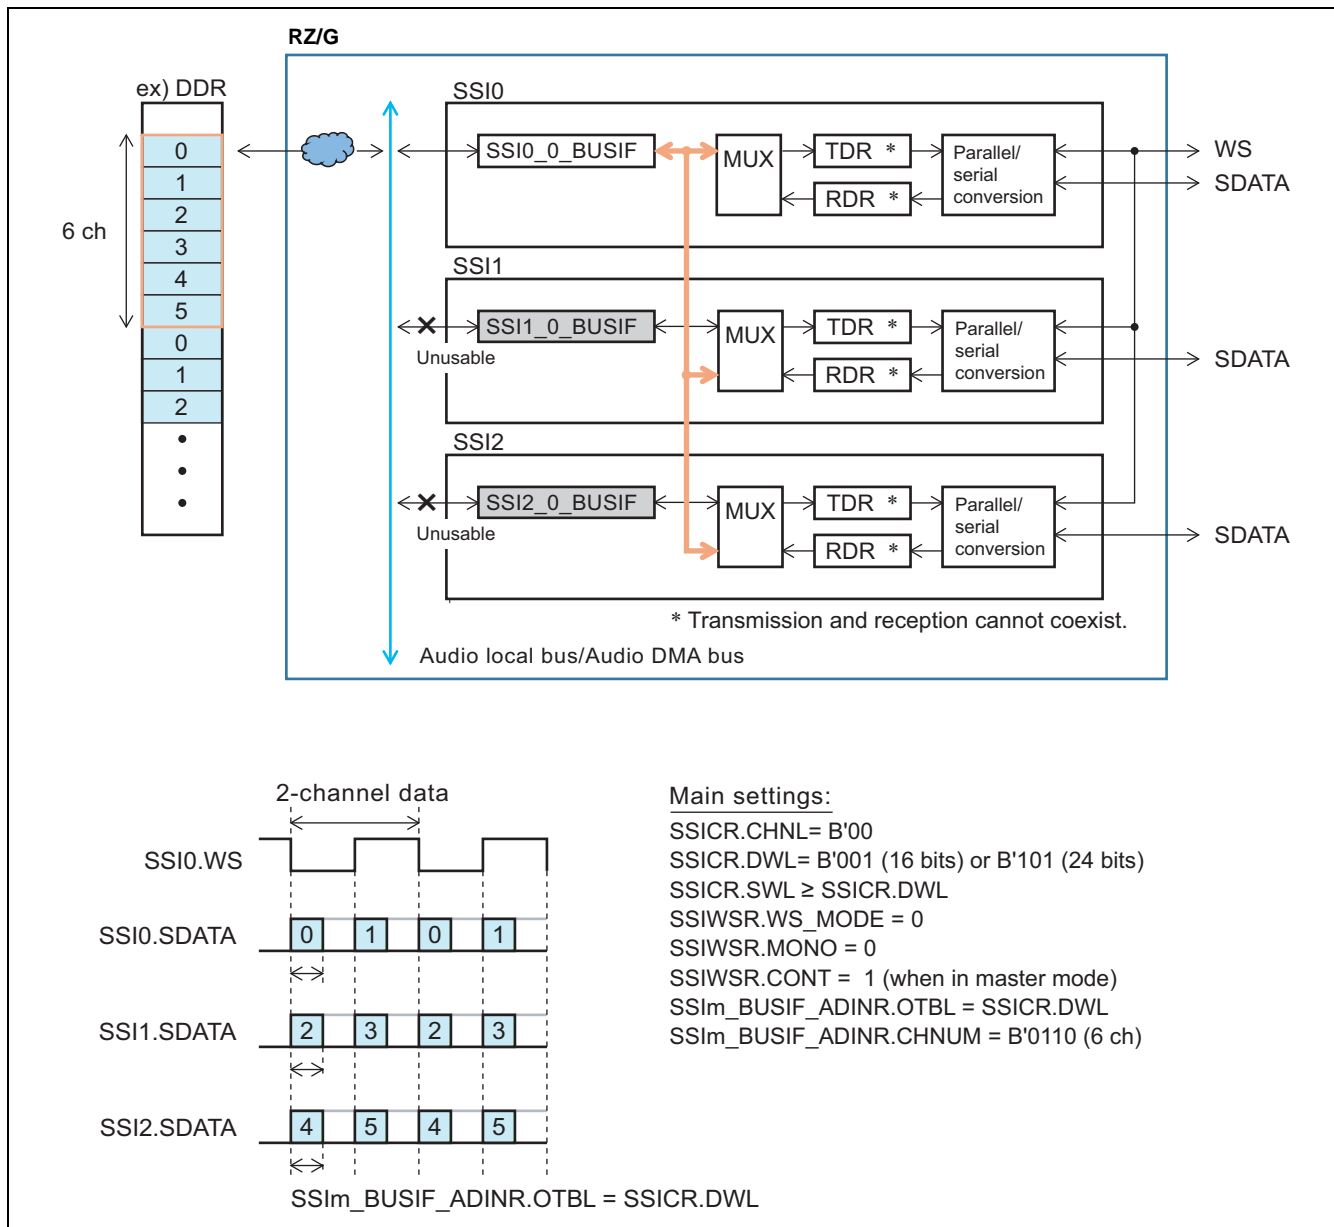 RZ/G
ex) DDR
0
1
2
3
4
5
0
1
2
6 ch
SSI0
SSI0_0_BUSIF
MUX
TDR *
RDR *
Parallel/
serial
conversion
WS
SDATA
SSI1
SSI1_0_BUSIF
Unusable
MUX
TDR *
RDR *
Parallel/
serial
conversion
SDATA
SSI2
SSI2_0_BUSIF
Unusable
MUX
TDR *
RDR *
Parallel/
serial
conversion
SDATA
* Transmission and reception cannot coexist.
Audio local bus/Audio DMA bus
2-channel data
SSI0.WS
SSI0.SDATA
0 1 0 1
SSI1.SDATA
2 3 2 3
SSI2.SDATA
4 5 4 5
SSIm_BUSIF_ADINR.OTBL = SSICR.DWL
Main settings:
SSICR.CHNL= B'00
SSICR.DWL= B'001 (16 bits) or B'101 (24 bits)
SSICR.SWL ≥ SSICR.DWL
SSIWSR.WS_MODE = 0
SSIWSR.MONO = 0
SSIWSR.CONT = 1 (when in master mode)
SSIm_BUSIF_ADINR.OTBL = SSICR.DWL
SSIm_BUSIF_ADINR.CHNUM = B'0110 (6 ch)